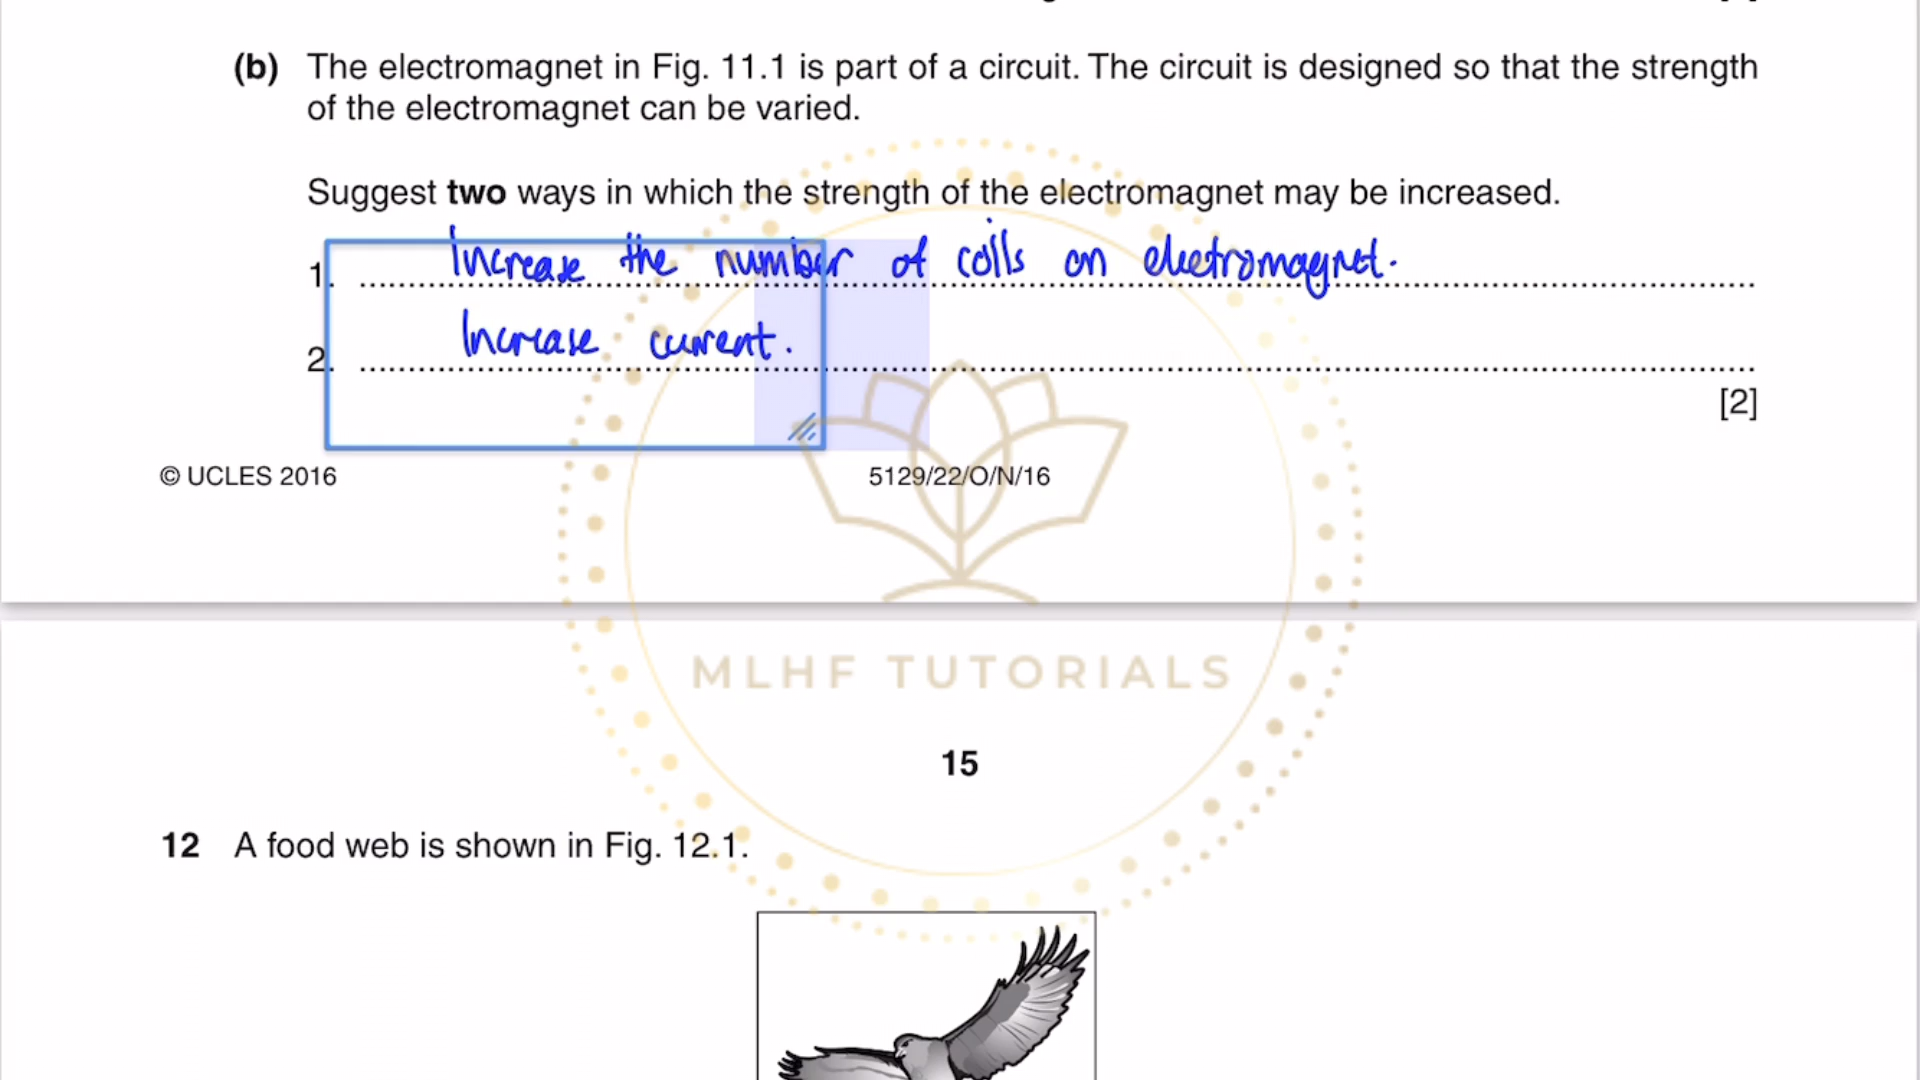 (b) The electromagnet in Fig. 11.1 is part of a circuit. The circuit is designed so that the strength
of the electromagnet can be varied.
Suggest two ways in which the strength of the electromagnet may be increased.
1. Increase the number of coils on electromagnet.
2. Increase current.
[2]
© UCLES 2016 5129/22/O/N/16
MLHF TUTORIALS
15
12 A food web is shown in Fig. 12.1.